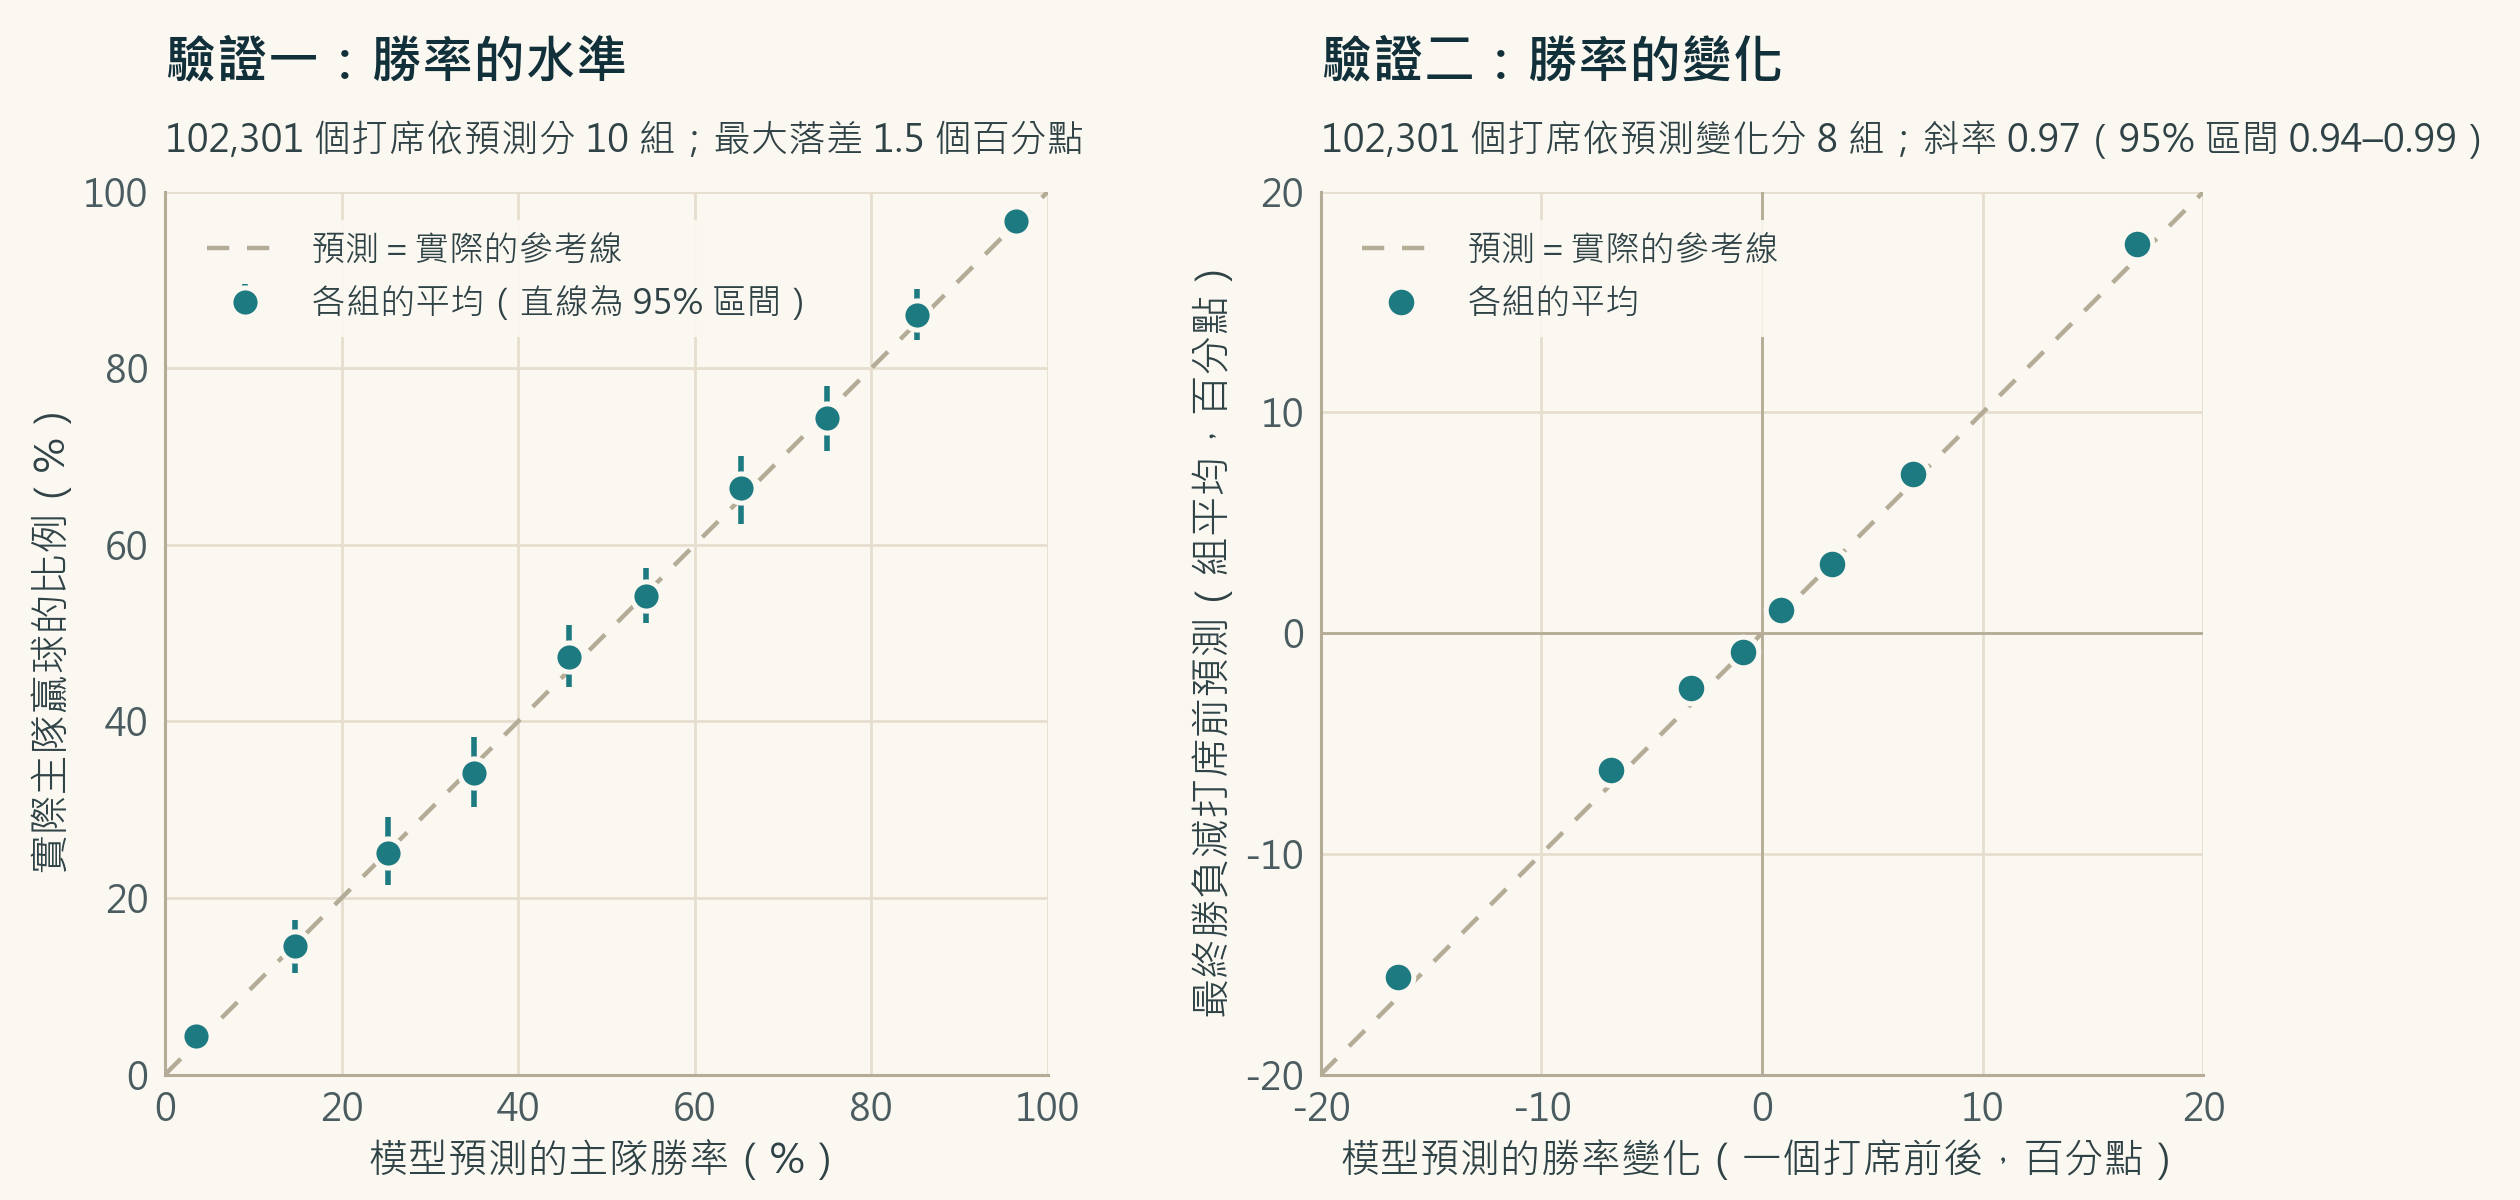 驗證一：勝率的水準
102,301 個打席依預測分 10 組；最大落差 1.5 個百分點
100
80
60
40
20
0
0
20
40
60
80
100
預測 = 實際的參考線
各組的平均（直線為 95% 區間）
實際主隊贏球的比例（%）
模型預測的主隊勝率（%）
驗證二：勝率的變化
102,301 個打席依預測變化分 8 組；斜率 0.97（95% 區間 0.94–0.99）
20
10
0
-10
-20
-20
-10
0
10
20
預測 = 實際的參考線
各組的平均
最終勝負減打席前預測（組平均，百分點）
模型預測的勝率變化（一個打席前後，百分點）